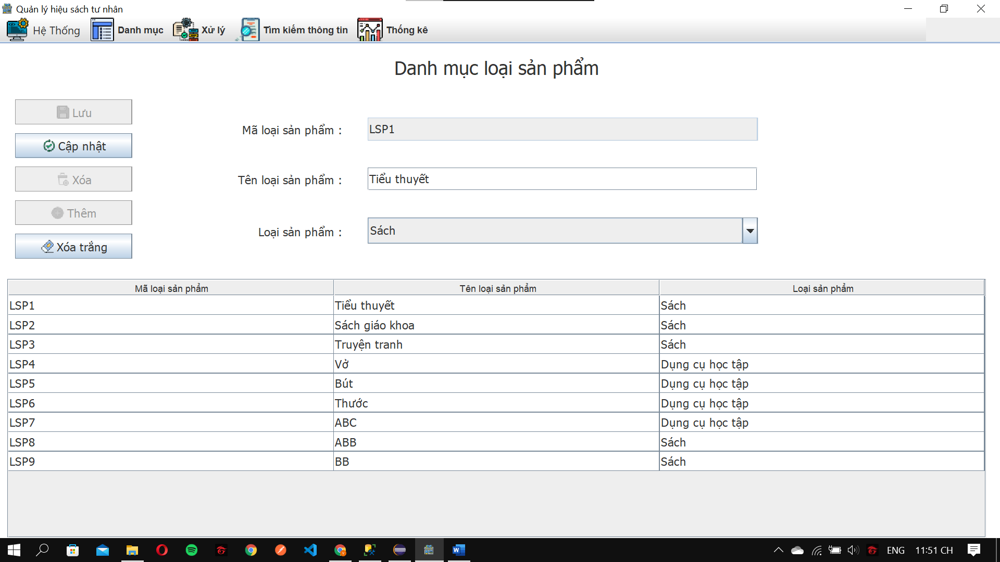 Quản lý hiệu sách tư nhân
Hệ Thống Danh mục Xử lý Tìm kiếm thông tin Thống kê
Danh mục loại sản phẩm
Lưu
Cập nhật
Xóa
Thêm
Xóa trắng
Mã loại sản phẩm : LSP1
Tên loại sản phẩm : Tiểu thuyết
Loại sản phẩm : Sách
Mã loại sản phẩm Tên loại sản phẩm Loại sản phẩm
LSP1 Tiểu thuyết Sách
LSP2 Sách giáo khoa Sách
LSP3 Truyện tranh Sách
LSP4 Vở Dụng cụ học tập
LSP5 Bút Dụng cụ học tập
LSP6 Thước Dụng cụ học tập
LSP7 ABC Dụng cụ học tập
LSP8 ABB Sách
LSP9 BB Sách
ENG 11:51 CH